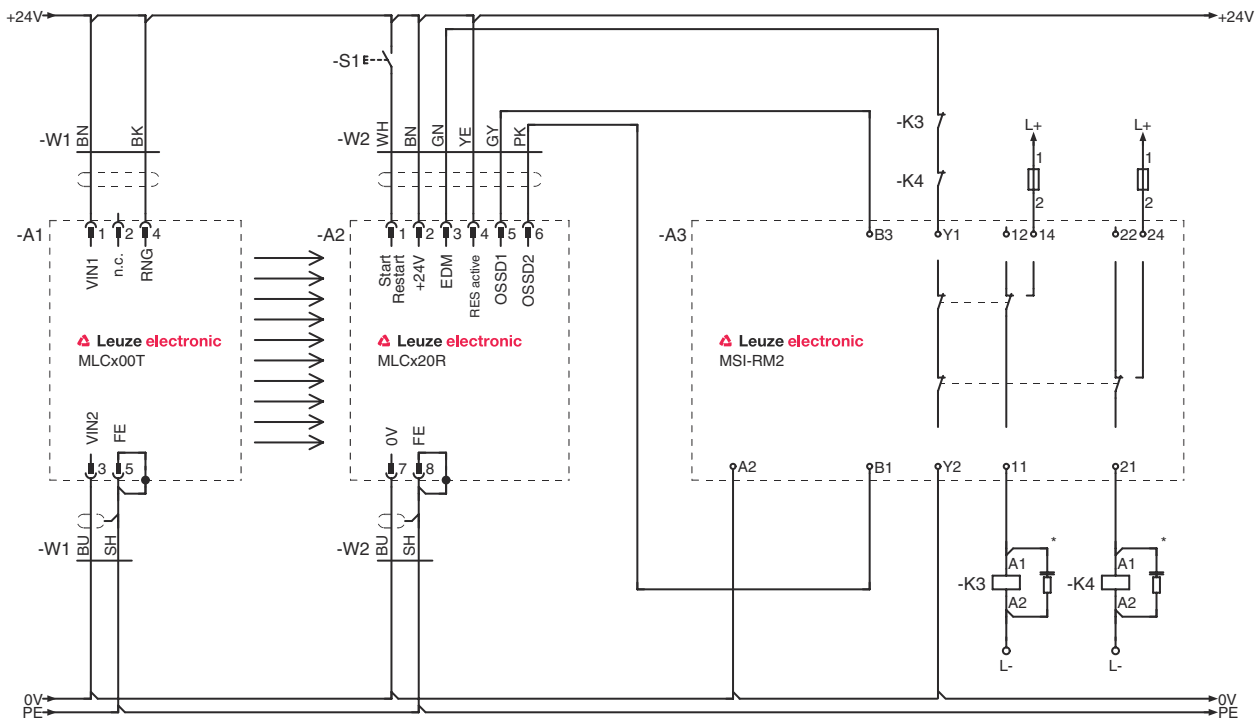 +24V
+24V
-S1
-W1
BN
BK
-W2
WH
BN
GN
YE
GY
PK
-K3
-K4
L+
1
2
L+
1
2
-A1
1
2
4
VIN1
n.c.
RNG
-A2
1
2
3
4
5
6
Start
Restart
+24V
EDM
RES active
OSSD1
OSSD2
-A3
B3
Y1
12
14
22
24
Leuze electronic
MLCx00T
Leuze electronic
MLCx20R
Leuze electronic
MSI-RM2
VIN2
FE
3
5
0V
FE
7
8
A2
B1
Y2
11
21
-W1
BU
SH
-W2
BU
SH
-K3
A1
A2
*
-K4
A1
A2
*
L-
L-
0V
0V
PE
PE